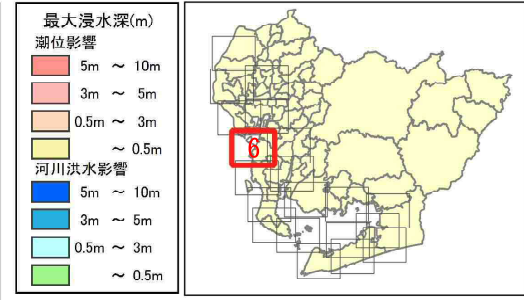 最大浸水深(m)
潮位影響
5m ～ 10m
3m ～ 5m
0.5m ～ 3m
～ 0.5m
河川洪水影響
5m ～ 10m
3m ～ 5m
0.5m ～ 3m
～ 0.5m
6